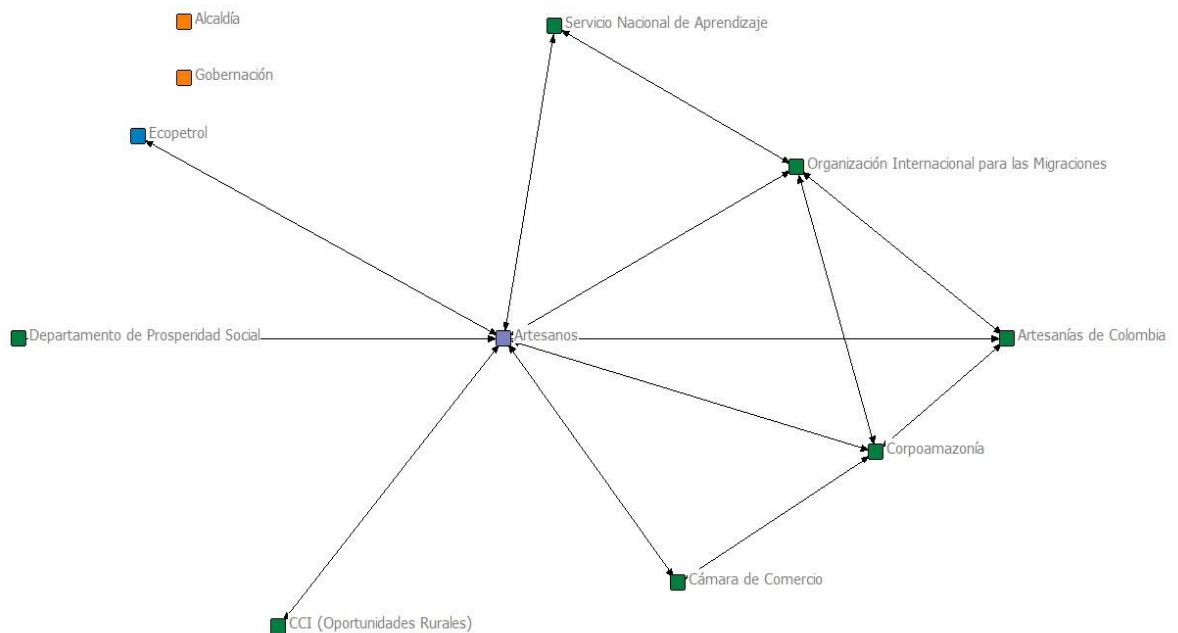 Alcaldía
Servicio Nacional de Aprendizaje
Gobernación
Ecopetrol
Organización Internacional para las Migraciones
Departamento de Prosperidad Social
Artesanos
Artesanías de Colombia
Corpoamazonía
Cámara de Comercio
CCI (Oportunidades Rurales)